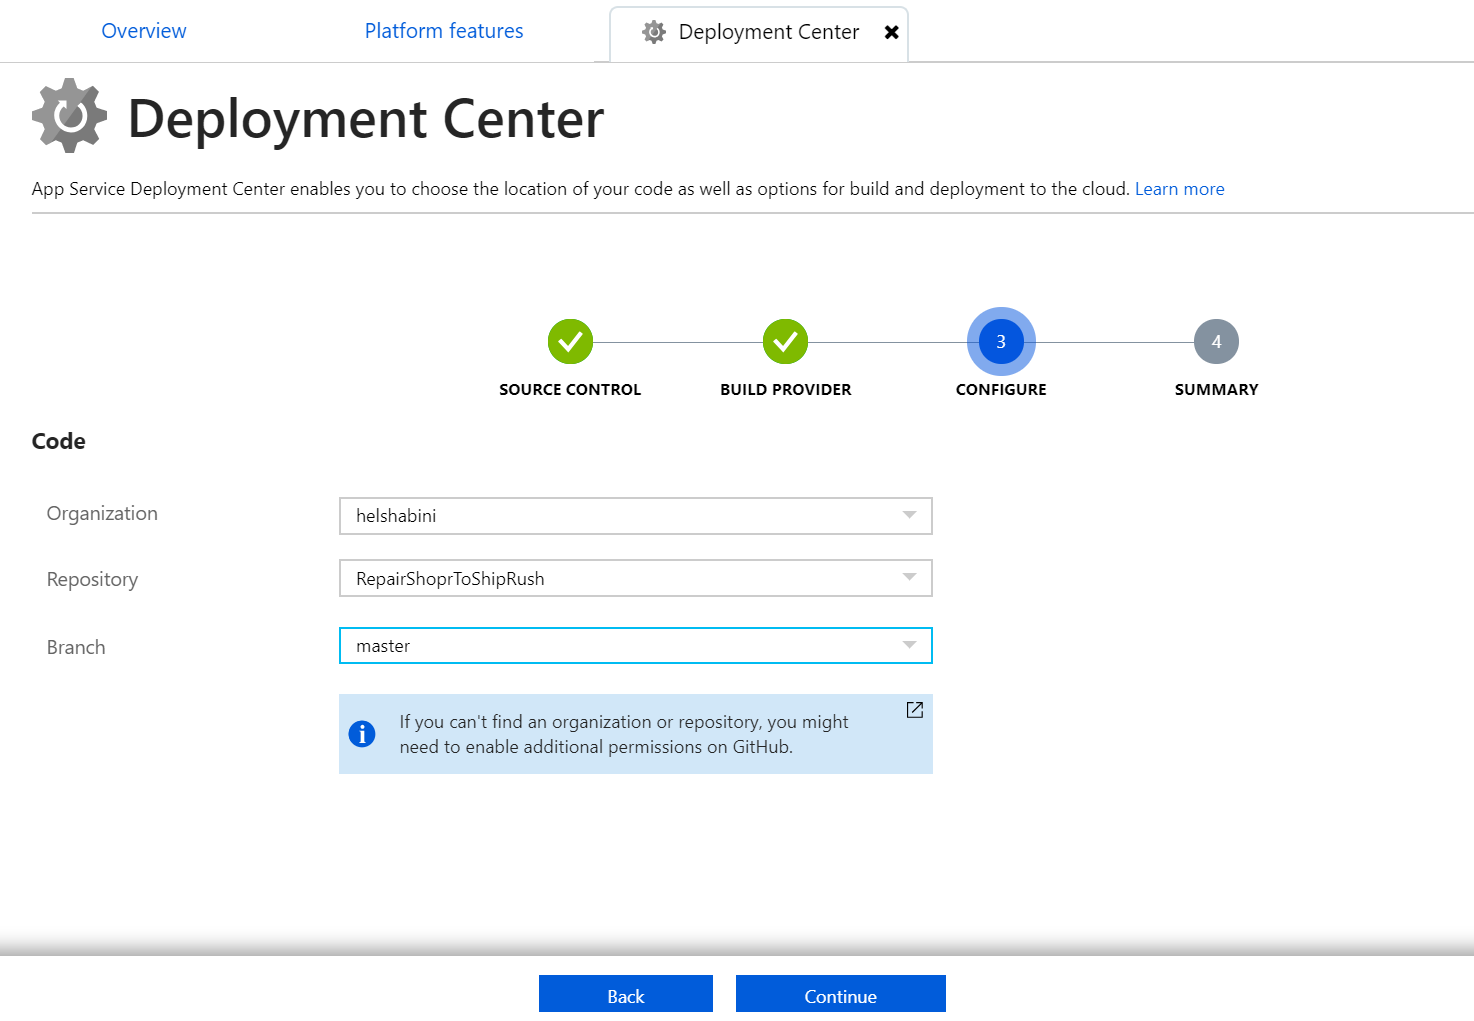 Overview
Platform features
Deployment Center
Deployment Center
App Service Deployment Center enables you to choose the location of your code as well as options for build and deployment to the cloud. Learn more
3
4
SOURCE CONTROL
BUILD PROVIDER
CONFIGURE
SUMMARY
Code
Organization
helshabini
Repository
RepairShoprToShipRush
Branch
master
If you can't find an organization or repository, you might
need to enable additional permissions on GitHub.
Back
Continue